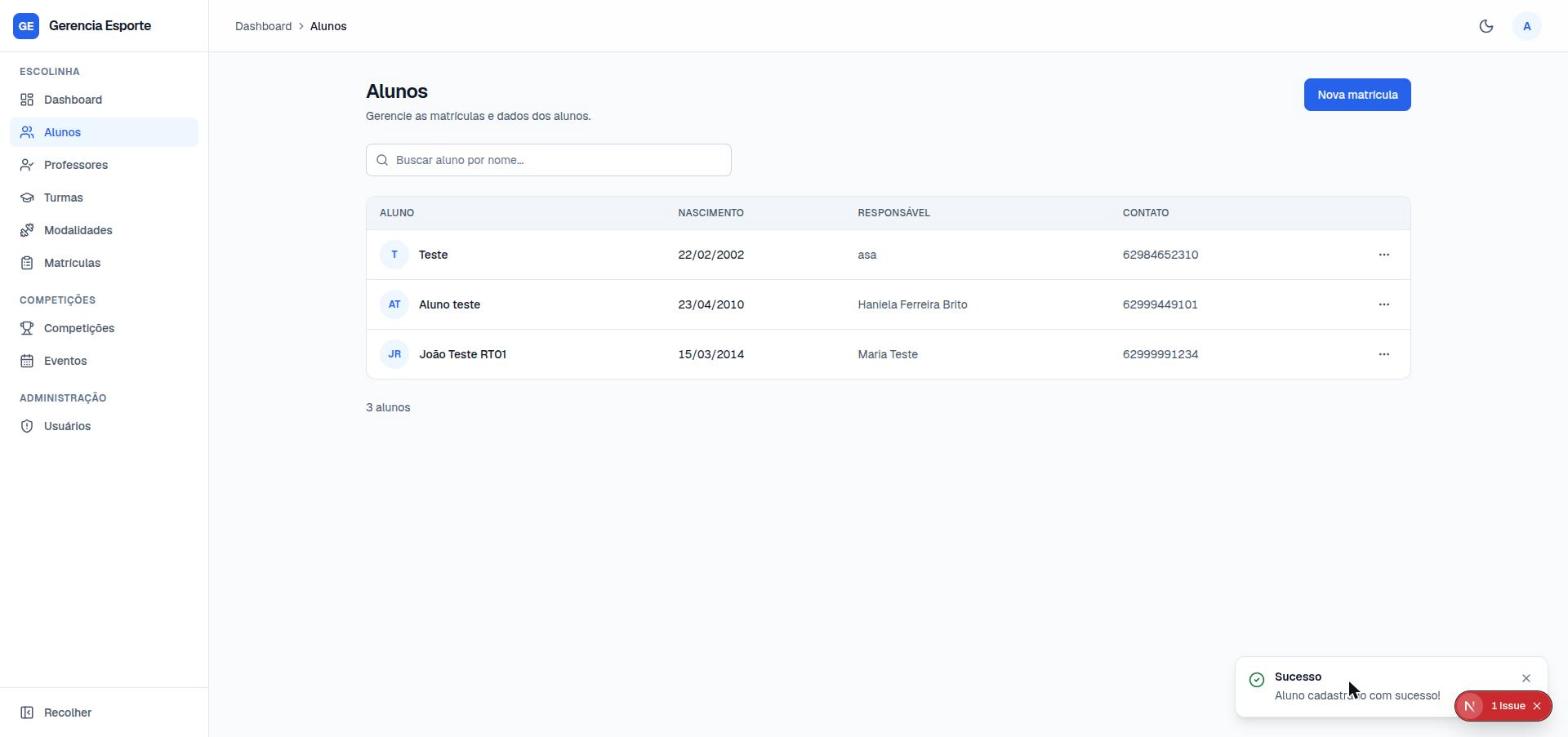 GE Gerencia Esporte
Dashboard > Alunos
A
ESCOLINHA
Dashboard
Alunos
Professores
Turmas
Modalidades
Matrículas
COMPETIÇÕES
Competições
Eventos
ADMINISTRAÇÃO
Usuários
Recolher
Alunos
Gerencie as matrículas e dados dos alunos.
Nova matrícula
Buscar aluno por nome...
ALUNO NASCIMENTO RESPONSÁVEL CONTATO
T Teste 22/02/2002 asa 62984652310
AT Aluno teste 23/04/2010 Haniela Ferreira Brito 62999449101
JR João Teste RT01 15/03/2014 Maria Teste 62999991234
3 alunos
Sucesso
Aluno cadastrado com sucesso!
N 1 Issue